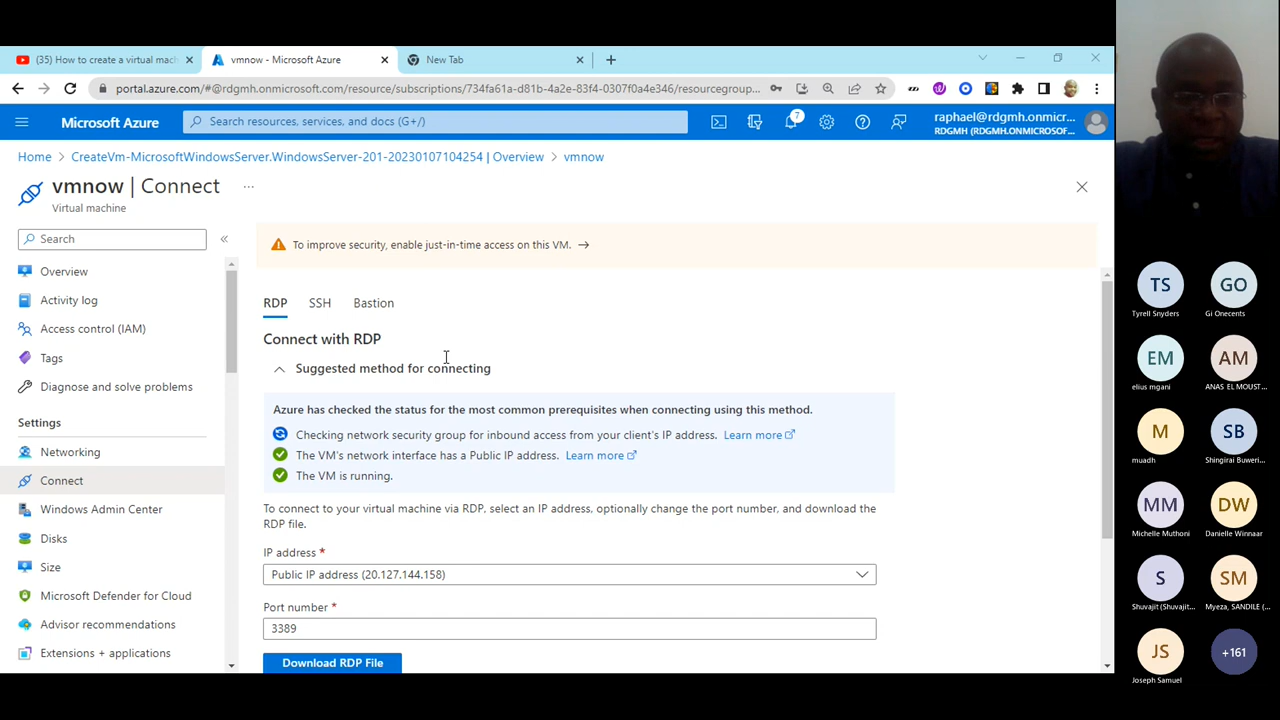 (35) How to create a virtual mach
vmnow - Microsoft Azure
New Tab
portal.azure.com/#@rdgmh.onmicrosoft.com/resource/subscriptions/734fa61a-d81b-4a2e-83f4-0307f0a4e346/resourcegroup...
Microsoft Azure
Search resources, services, and docs (G+/)
7
raphael@rdgmh.onmicr...
RDGMH (RDGMH.ONMICROSOF...
Home > CreateVm-MicrosoftWindowsServer.WindowsServer-201-20230107104254 | Overview > vmnow
vmnow | Connect ...
Virtual machine
Search
Overview
Activity log
Access control (IAM)
Tags
Diagnose and solve problems
Settings
Networking
Connect
Windows Admin Center
Disks
Size
Microsoft Defender for Cloud
Advisor recommendations
Extensions + applications
To improve security, enable just-in-time access on this VM. →
RDP SSH Bastion
Connect with RDP
Suggested method for connecting
Azure has checked the status for the most common prerequisites when connecting using this method.
Checking network security group for inbound access from your client's IP address. Learn more
The VM's network interface has a Public IP address. Learn more
The VM is running.
To connect to your virtual machine via RDP, select an IP address, optionally change the port number, and download the
RDP file.
IP address *
Public IP address (20.127.144.158)
Port number *
3389
Download RDP File
TS
Tyrell Snyders
GO
Gi Onecents
EM
elius mgani
AM
ANAS EL MOUST...
M
muadh
SB
Shingirai Buweri...
MM
Michelle Muthoni
DW
Danielle Winnaar
S
Shuvajit (Shuvajit...
SM
Myeza, SANDILE (...
JS
Joseph Samuel
+161